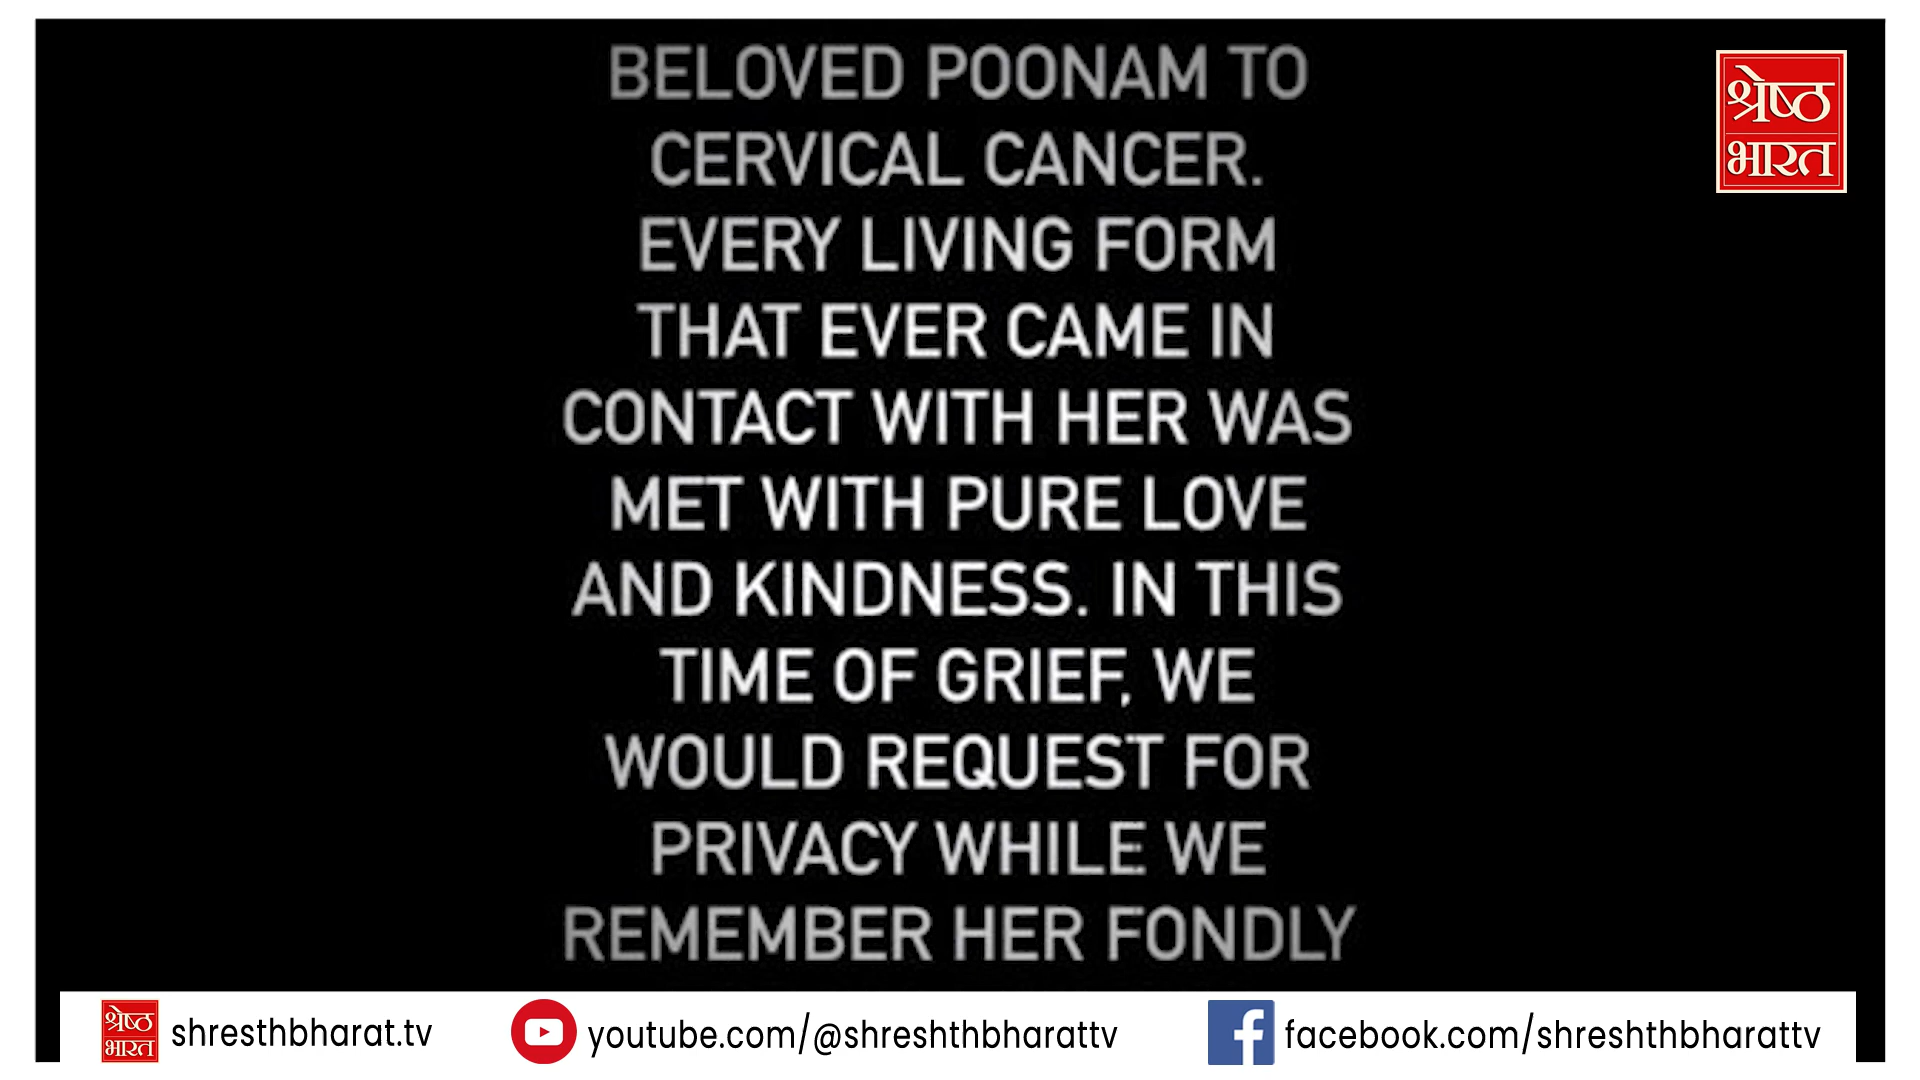 BELOVED POONAM TO
CERVICAL CANCER.
EVERY LIVING FORM
THAT EVER CAME IN
CONTACT WITH HER WAS
MET WITH PURE LOVE
AND KINDNESS. IN THIS
TIME OF GRIEF, WE
WOULD REQUEST FOR
PRIVACY WHILE WE
REMEMBER HER FONDLY
श्रेष्ठ
भारत
श्रेष्ठ
भारत
shresthbharat.tv
youtube.com/@shreshthbharattv
facebook.com/shreshthbharattv